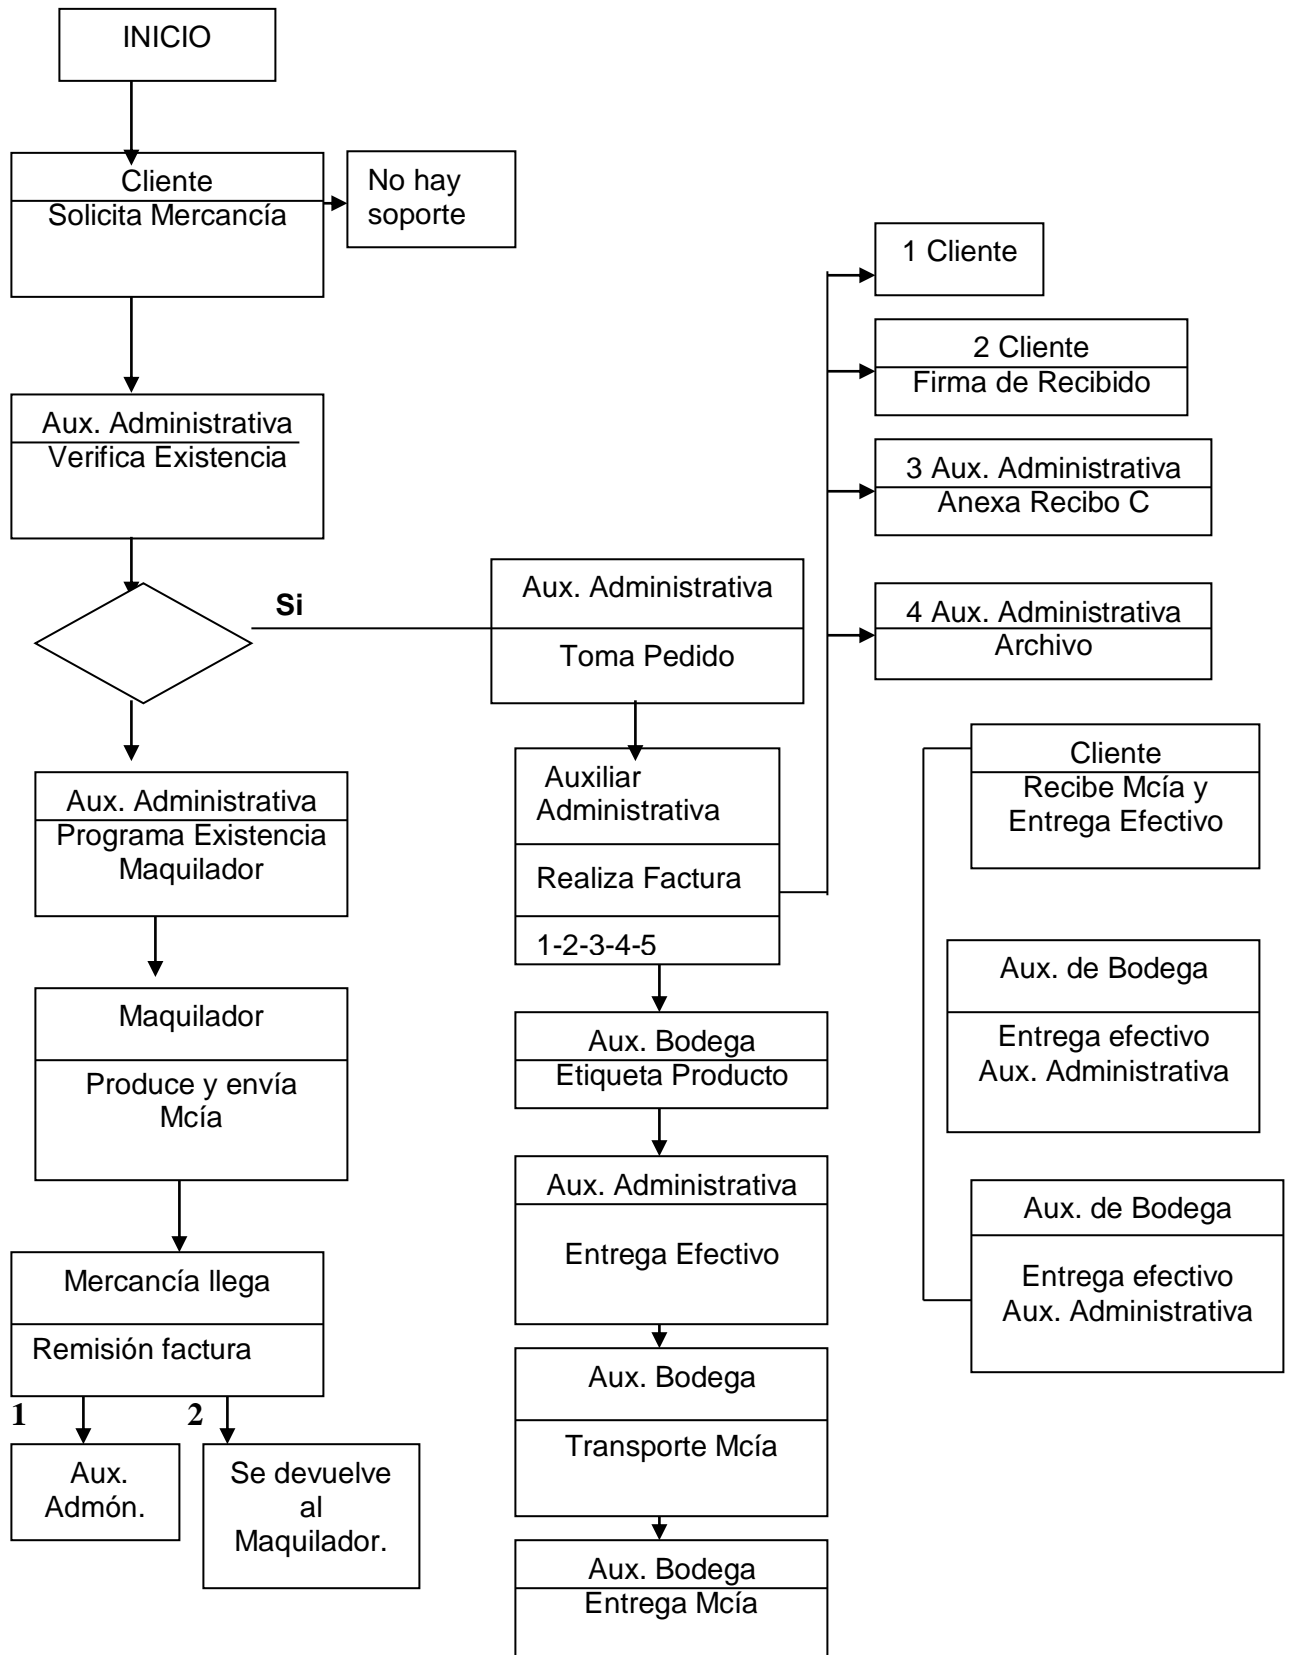 INICIO
Cliente
Solicita Mercancía
No hay
soporte
Aux. Administrativa
Verifica Existencia
Si
Aux. Administrativa
Programa Existencia
Maquilador
Maquilador
Produce y envía
Mcía
Mercancía llega
Remisión factura
1
2
Aux.
Admón.
Se devuelve
al
Maquilador.
Aux. Administrativa
Toma Pedido
Auxiliar
Administrativa
Realiza Factura
1-2-3-4-5
Aux. Bodega
Etiqueta Producto
Aux. Administrativa
Entrega Efectivo
Aux. Bodega
Transporte Mcía
Aux. Bodega
Entrega Mcía
1 Cliente
2 Cliente
Firma de Recibido
3 Aux. Administrativa
Anexa Recibo C
4 Aux. Administrativa
Archivo
Cliente
Recibe Mcía y
Entrega Efectivo
Aux. de Bodega
Entrega efectivo
Aux. Administrativa
Aux. de Bodega
Entrega efectivo
Aux. Administrativa